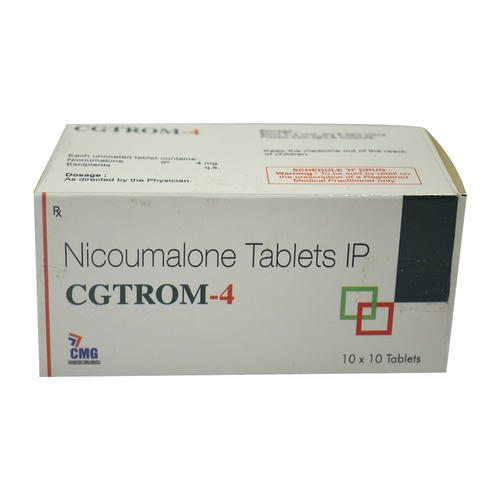 CGTROM-4
Each uncoated tablet contains:
Nicoumalone IP 4 mg
Excipients q.s.
Dosage :
As directed by the Physician.
Keep the medicine out of the reach
of children.
SCHEDULE 'H' DRUG
Warning : To be sold by retail on
the prescription of a Registered
Medical Practitioner only.
Rx
Nicoumalone Tablets IP
CGTROM-4
CMG
10 x 10 Tablets